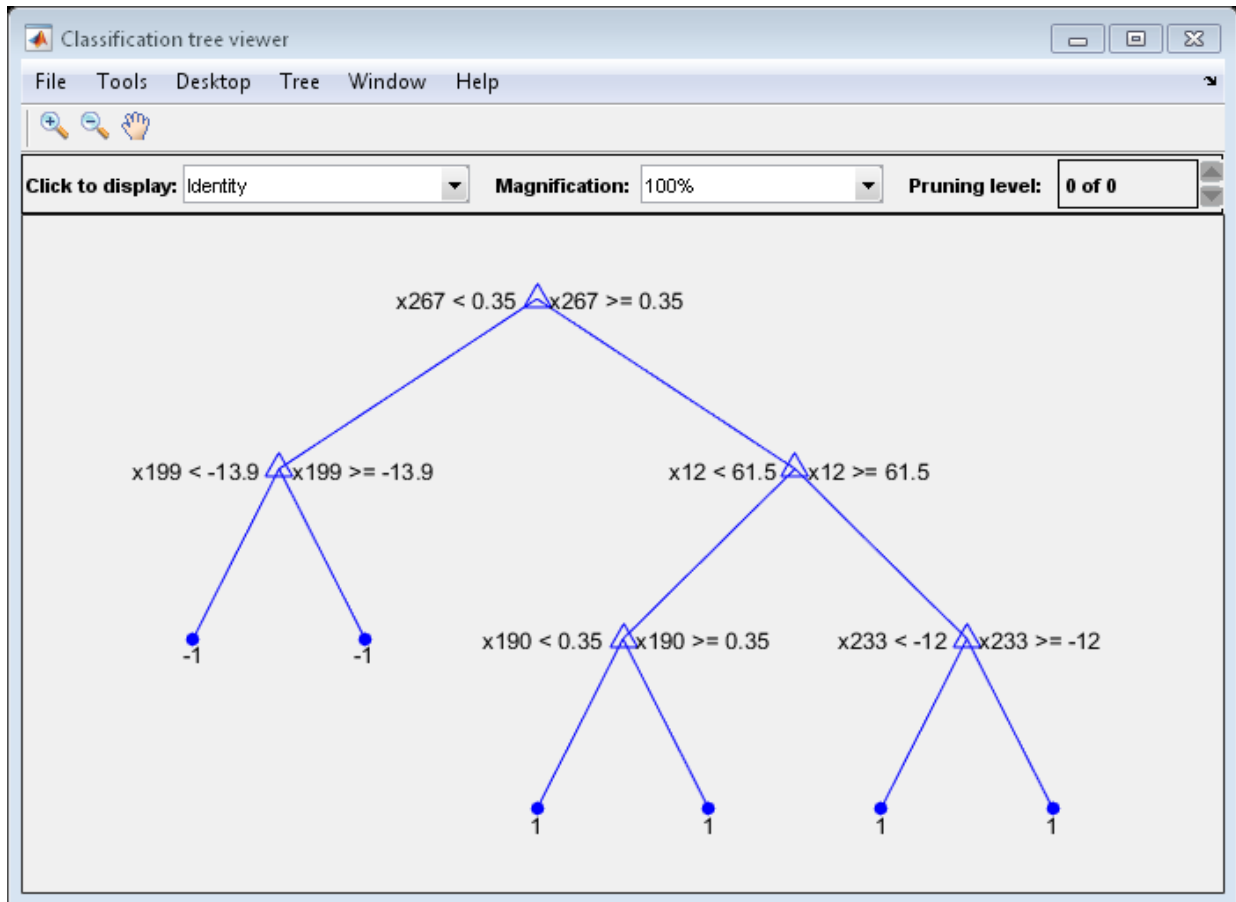 Classification tree viewer
File Tools Desktop Tree Window Help
Click to display: Identity Magnification: 100% Pruning level: 0 of 0
x267 < 0.35 x267 >= 0.35
x199 < -13.9 x199 >= -13.9 x12 < 61.5 x12 >= 61.5
x190 < 0.35 x190 >= 0.35 x233 < -12 x233 >= -12
-1 -1
1 1 1 1